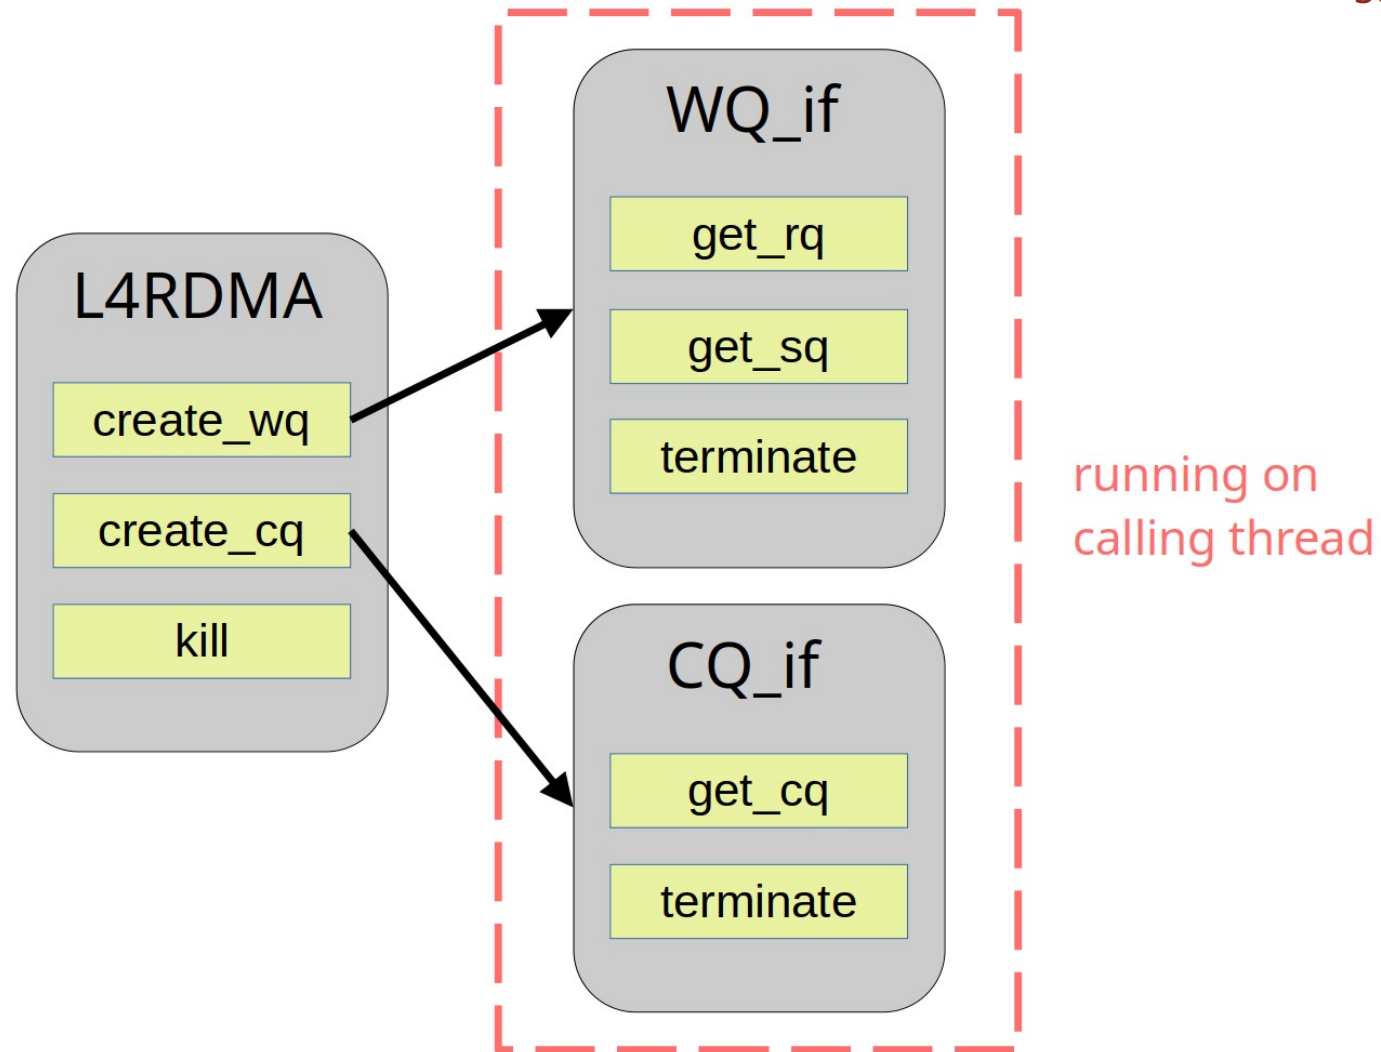 L4RDMA
create_wq
create_cq
kill
WQ_if
get_rq
get_sq
terminate
CQ_if
get_cq
terminate
running on
calling thread